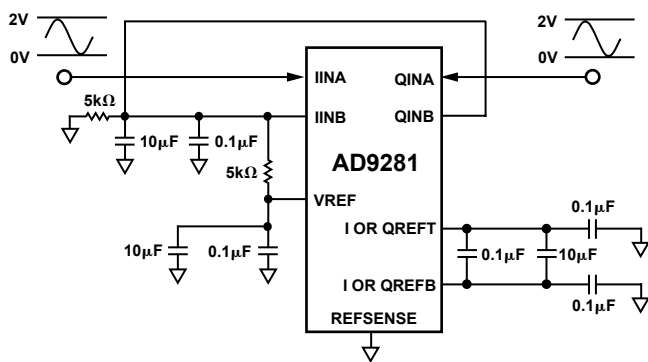 2V
0V
2V
0V
IINA
QINA
5kΩ
IINB
QINB
10µF
0.1µF
5kΩ
AD9281
VREF
10µF
0.1µF
I OR QREFT
0.1µF
0.1µF
10µF
I OR QREFB
0.1µF
REFSENSE